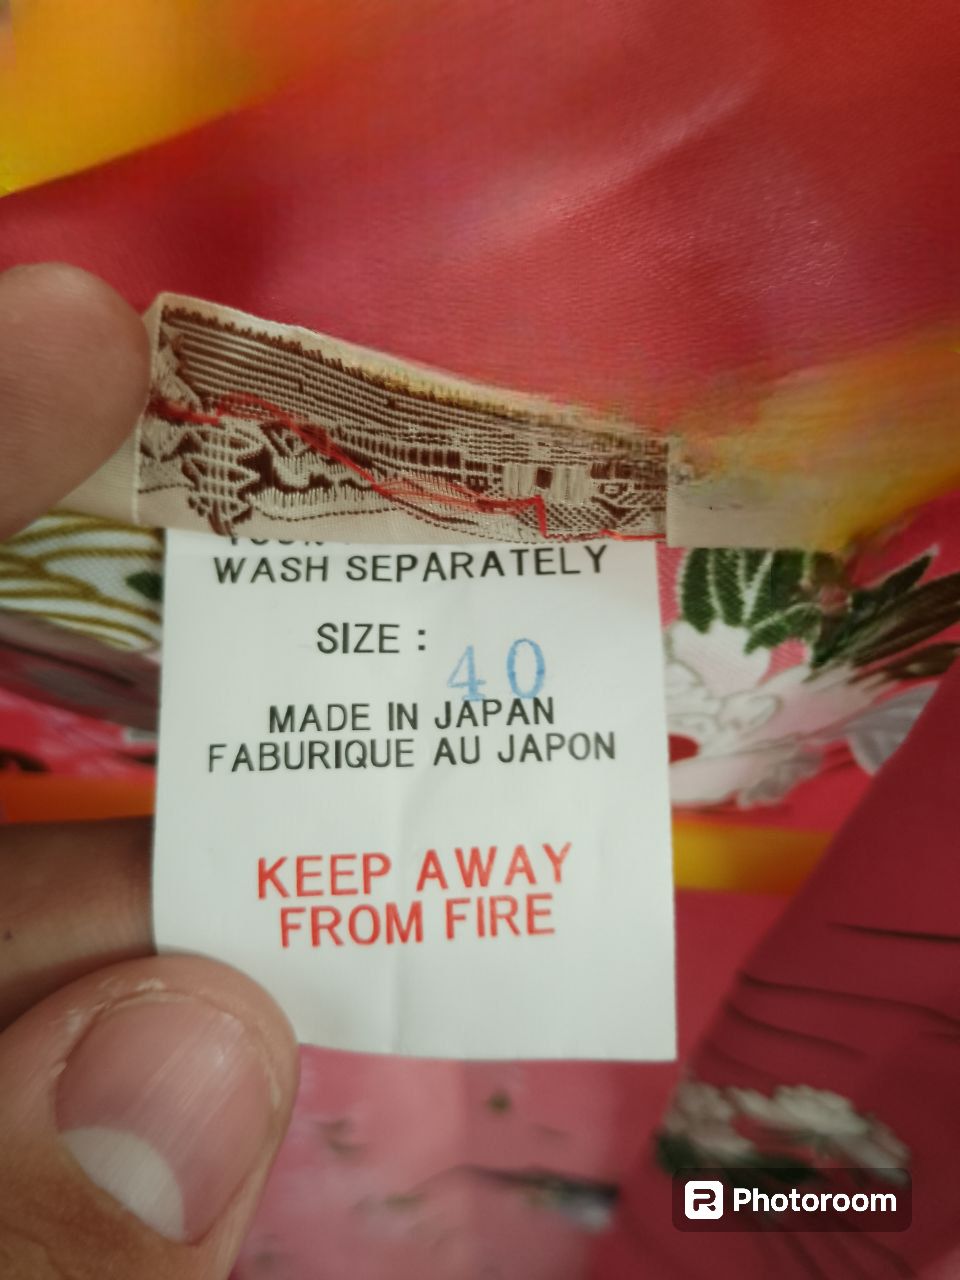 WASH SEPARATELY
SIZE : 40
MADE IN JAPAN
FABURIQUE AU JAPON
KEEP AWAY
FROM FIRE
Photoroom